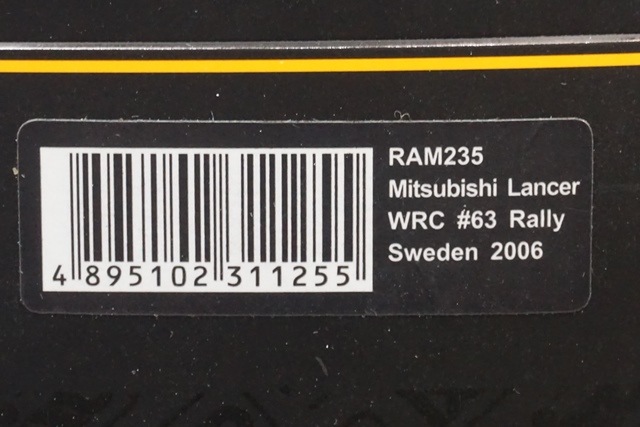 RAM235
Mitsubishi Lancer
WRC #63 Rally
Sweden 2006
4 895102 311255